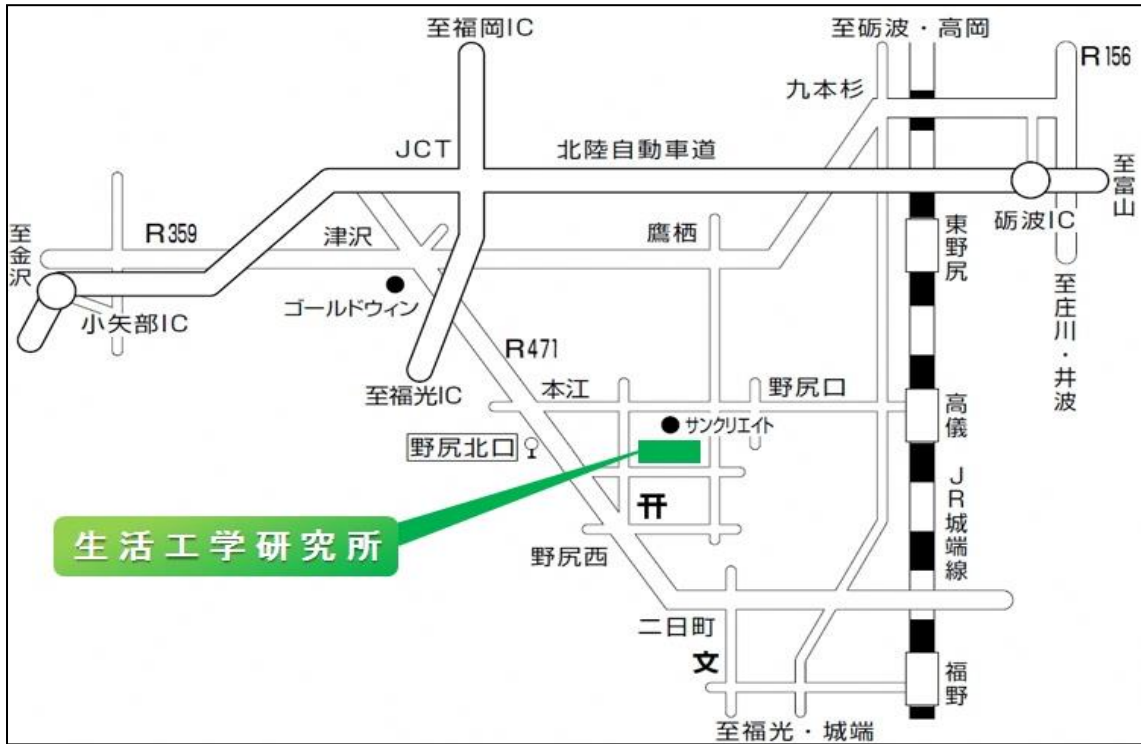 至福岡IC
至砺波・高岡
R156
九本杉
JCT
北陸自動車道
至富山
至金沢
R359
津沢
鷹栖
東野尻
砺波IC
ゴールドウィン
小矢部IC
至庄川・井波
R471
至福光IC
本江
野尻口
高儀
サンクリエイト
野尻北口
JR城端線
生活工学研究所
野尻西
二日町
文
福野
至福光・城端